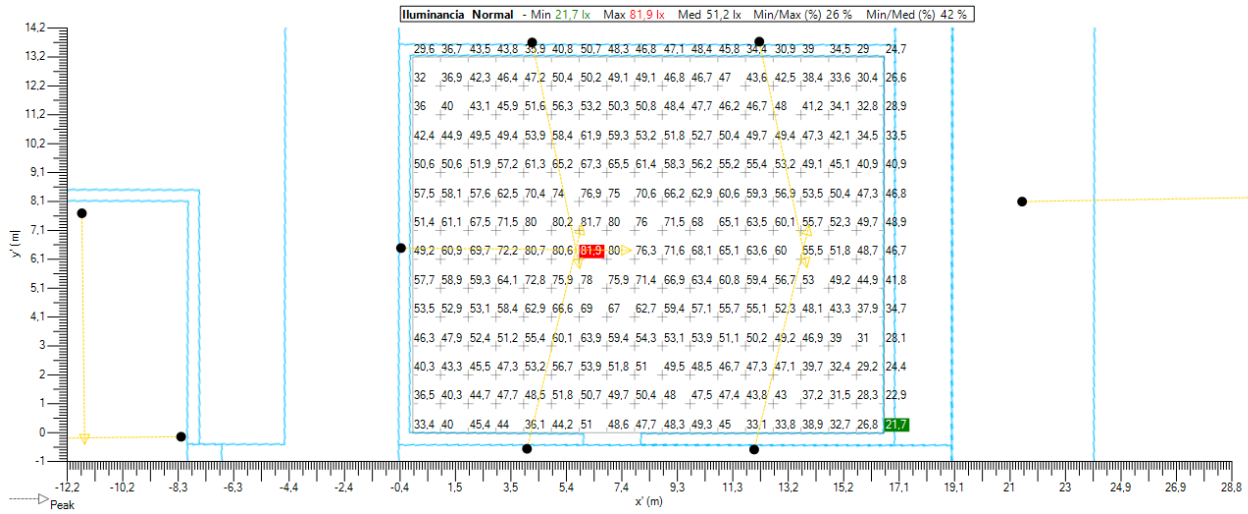 Iluminancia Normal - Min 21,7 lx Max 81,9 lx Med 51,2 lx Min/Max (%) 26 % Min/Med (%) 42 %
14,2
13,2 29,6 36,7 43,5 43,8 35,9 40,8 50,7 48,3 46,8 47,1 48,4 45,8 34,4 30,9 39 34,5 29 24,7
12,2 32 36,9 42,3 46,4 47,2 50,4 50,2 49,1 49,1 46,8 46,7 47 43,6 42,5 38,4 33,6 30,4 26,6
11,2 36 40 43,1 45,9 51,6 56,3 53,2 50,3 50,8 48,4 47,7 46,2 46,7 48 41,2 34,1 32,8 28,9
10,2 42,4 44,9 49,5 49,4 53,9 58,4 61,9 59,3 53,2 51,8 52,7 50,4 49,7 49,4 47,3 42,1 34,5 33,5
9,1 50,6 50,6 51,9 57,2 61,3 65,2 67,3 65,5 61,4 58,3 56,2 55,2 55,4 53,2 49,1 45,1 40,9 40,9
8,1 57,5 58,1 57,6 62,5 70,4 74 76,9 75 70,6 66,2 62,9 60,6 59,3 56,9 53,5 50,4 47,3 46,8
7,1 51,4 61,1 67,5 71,5 80 80,2 81,7 80 76 71,5 68 65,1 63,5 60,1 55,7 52,3 49,7 48,9
6,1 49,2 60,9 69,7 72,2 80,7 80,6 81,9 80 76,3 71,6 68,1 65,1 63,6 60 55,5 51,8 48,7 46,7
5,1 57,7 58,9 59,3 64,1 72,8 75,9 78 75,9 71,4 66,9 63,4 60,8 59,4 56,7 53 49,2 44,9 41,8
4,1 53,5 52,9 53,1 58,4 62,9 66,6 69 67 62,7 59,4 57,1 55,7 55,1 52,3 48,1 43,3 37,9 34,7
3 46,3 47,9 52,4 51,2 55,4 60,1 63,9 59,4 54,3 53,1 53,9 51,1 50,2 49,2 46,9 39 31 28,1
2 40,3 43,3 45,5 47,3 53,2 56,7 53,9 51,8 51 49,5 48,5 46,7 47,3 47,1 39,7 32,4 29,2 24,4
1 36,5 40,3 44,7 47,7 48,5 51,8 50,7 49,7 50,4 48 47,5 47,4 43,8 43 37,2 31,5 28,3 22,9
0 33,4 40 45,4 44 36,1 44,2 51 48,6 47,7 48,3 49,3 45 33,1 33,8 38,9 32,7 26,8 21,7
-1
y' (m)
-12,2 -10,2 -8,3 -6,3 -4,4 -2,4 -0,4 1,5 3,5 5,4 7,4 9,3 11,3 13,2 15,2 17,1 19,1 21 23 24,9 26,9 28,8
x' (m)
Peak